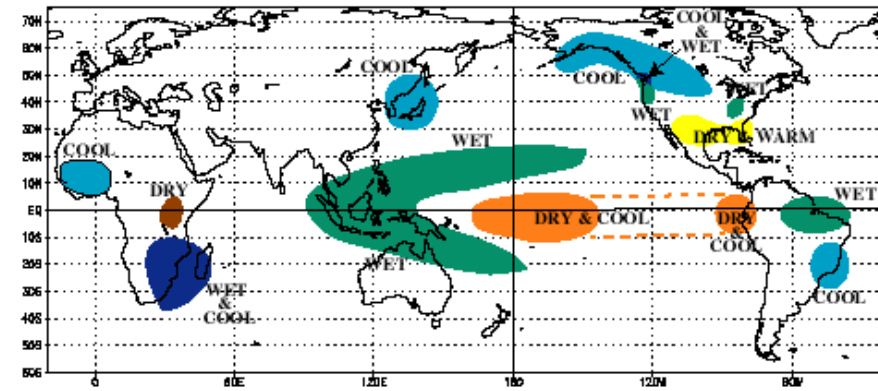 COOL
&
WET
70N
60N
50N
40N
30N
20N
10N
EQ
10S
20S
30S
40S
50S
60S
COOL
COOL
WET
WET
DRY & WARM
COOL
DRY
WET
WET
DRY & COOL
DRY
&
COOL
WET
&
COOL
WET
COOL
0
60E
120E
180
120W
60W